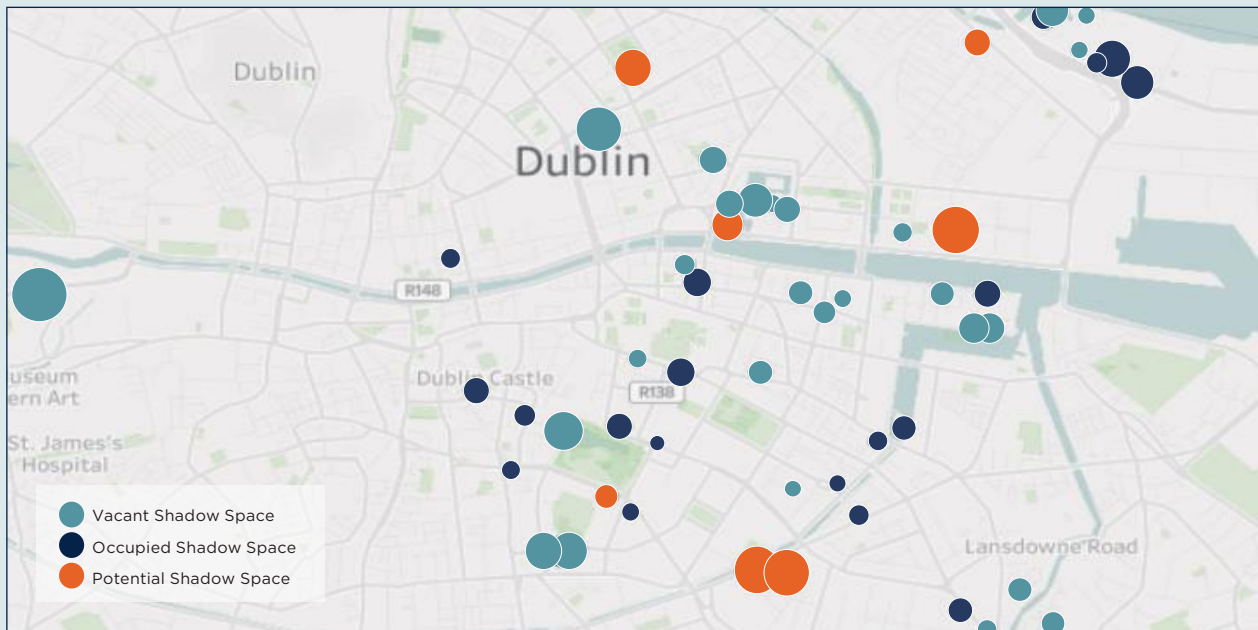 Dublin
Dublin
R148
Dublin Castle
R138
useum
ern Art
St. James's
Hospital
Vacant Shadow Space
Occupied Shadow Space
Potential Shadow Space
Lansdowne Road